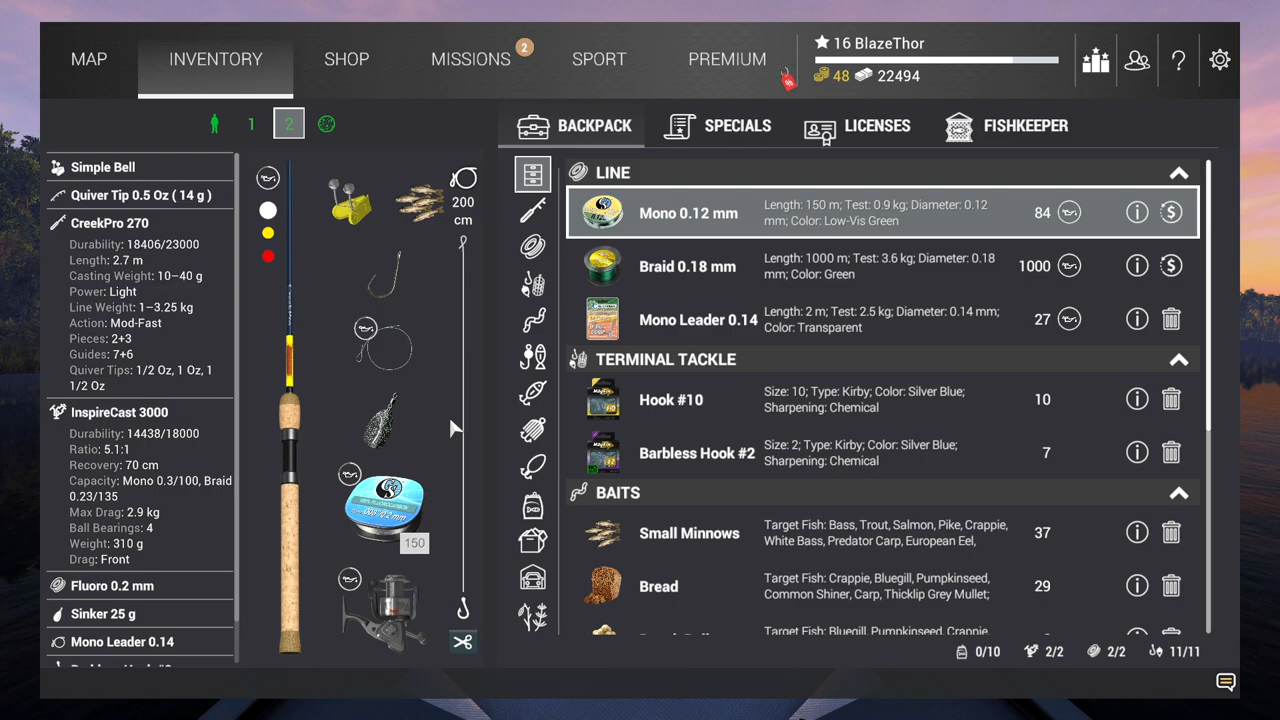 MAP
INVENTORY
SHOP
MISSIONS
2
SPORT
PREMIUM
%
16 BlazeThor
48 22494
1
2
BACKPACK
SPECIALS
LICENSES
FISHKEEPER
Simple Bell
Quiver Tip 0.5 Oz ( 14 g )
CreekPro 270
Durability: 18406/23000
Length: 2.7 m
Casting Weight: 10–40 g
Power: Light
Line Weight: 1–3.25 kg
Action: Mod-Fast
Pieces: 2+3
Guides: 7+6
Quiver Tips: 1/2 Oz, 1 Oz, 1
1/2 Oz
InspireCast 3000
Durability: 14438/18000
Ratio: 5.1:1
Recovery: 70 cm
Capacity: Mono 0.3/100, Braid
0.23/135
Max Drag: 2.9 kg
Ball Bearings: 4
Weight: 310 g
Drag: Front
Fluoro 0.2 mm
Sinker 25 g
Mono Leader 0.14
200
cm
150
LINE
Mono 0.12 mm
Length: 150 m; Test: 0.9 kg; Diameter: 0.12
mm; Color: Low-Vis Green
84
Braid 0.18 mm
Length: 1000 m; Test: 3.6 kg; Diameter: 0.18
mm; Color: Green
1000
Mono Leader 0.14
Length: 2 m; Test: 2.5 kg; Diameter: 0.14 mm;
Color: Transparent
27
TERMINAL TACKLE
Hook #10
Size: 10; Type: Kirby; Color: Silver Blue;
Sharpening: Chemical
10
Barbless Hook #2
Size: 2; Type: Kirby; Color: Silver Blue;
Sharpening: Chemical
7
BAITS
Small Minnows
Target Fish: Bass, Trout, Salmon, Pike, Crappie,
White Bass, Predator Carp, European Eel,
37
Bread
Target Fish: Crappie, Bluegill, Pumpkinseed,
Common Shiner, Carp, Thicklip Grey Mullet;
29
Target Fish: Bluegill, Pumpkinseed, Crappie,
0/10
2/2
2/2
11/11